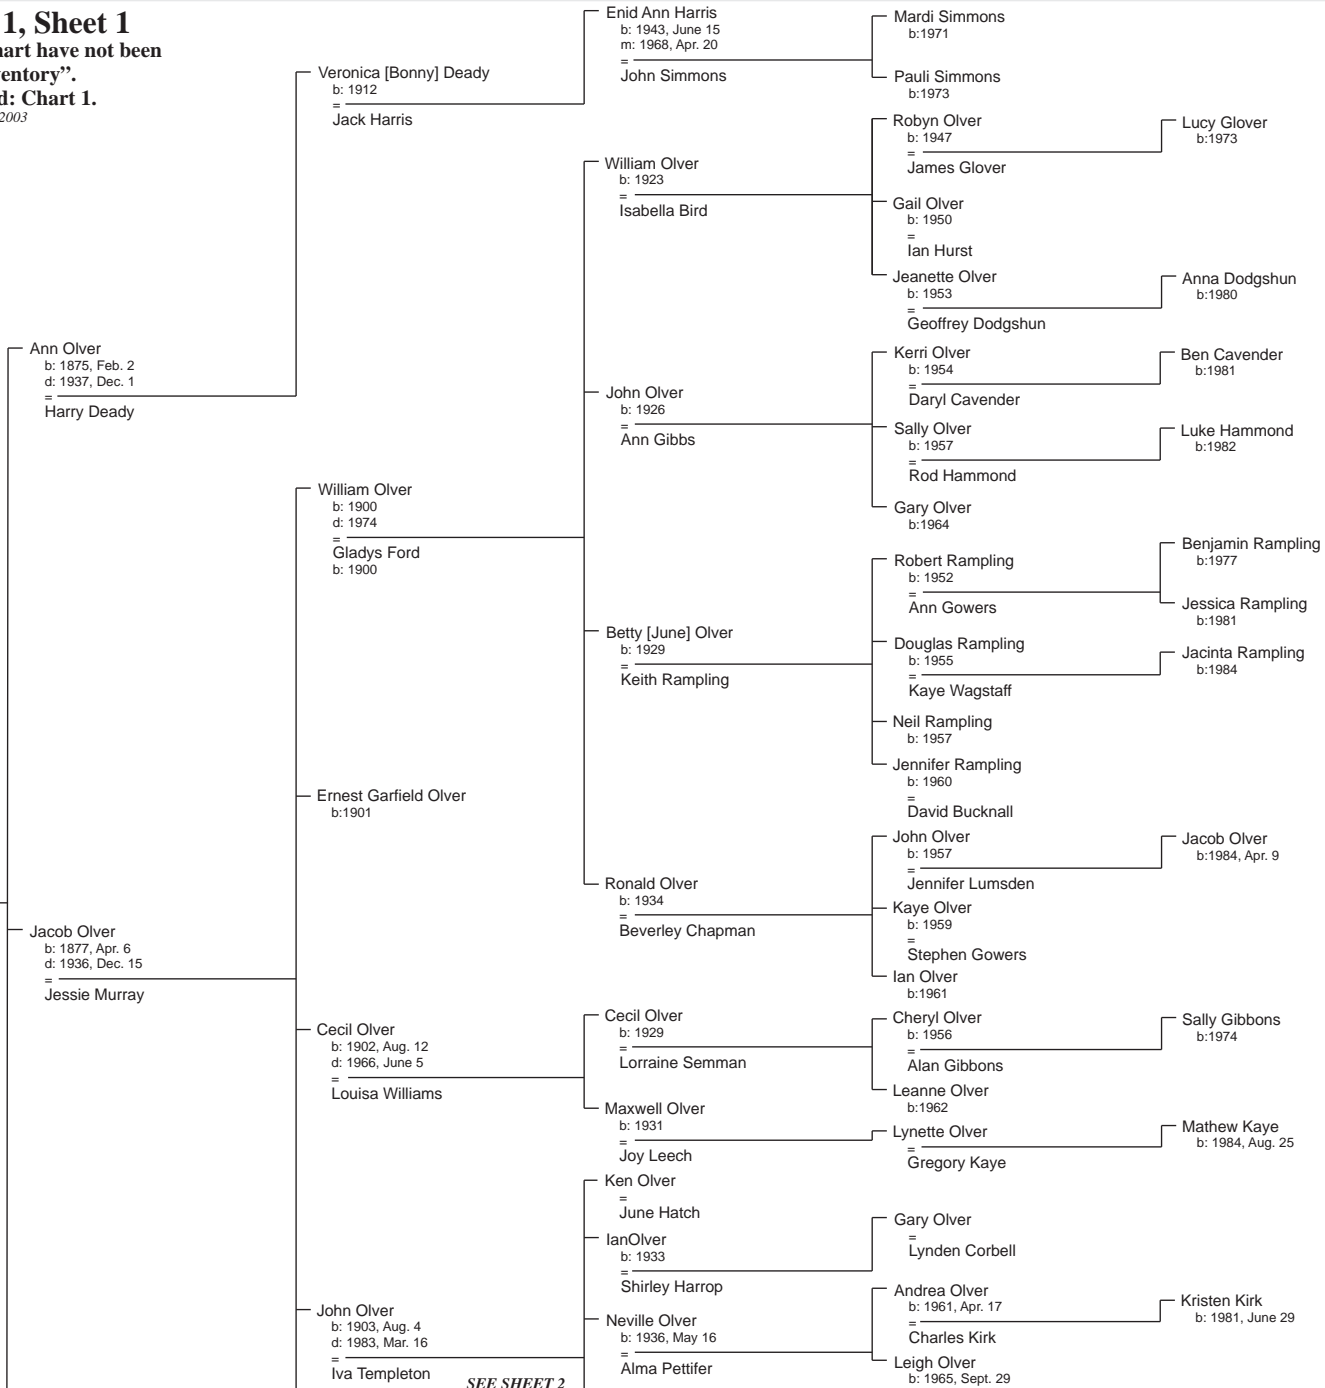 1, Sheet 1
art have not been
entory”.
d: Chart 1.
2003
Ann Olver
b: 1875, Feb. 2
d: 1937, Dec. 1
=
Harry Deady
Jacob Olver
b: 1877, Apr. 6
d: 1936, Dec. 15
=
Jessie Murray
Veronica [Bonny] Deady
b: 1912
=
Jack Harris
William Olver
b: 1900
d: 1974
=
Gladys Ford
b: 1900
Ernest Garfield Olver
b:1901
Cecil Olver
b: 1902, Aug. 12
d: 1966, June 5
=
Louisa Williams
John Olver
b: 1903, Aug. 4
d: 1983, Mar. 16
=
Iva Templeton
SEE SHEET 2
Enid Ann Harris
b: 1943, June 15
m: 1968, Apr. 20
=
John Simmons
William Olver
b: 1923
=
Isabella Bird
John Olver
b: 1926
=
Ann Gibbs
Betty [June] Olver
b: 1929
=
Keith Rampling
Ronald Olver
b: 1934
=
Beverley Chapman
Cecil Olver
b: 1929
=
Lorraine Semman
Maxwell Olver
b: 1931
=
Joy Leech
Ken Olver
=
June Hatch
IanOlver
b: 1933
=
Shirley Harrop
Neville Olver
b: 1936, May 16
=
Alma Pettifer
Mardi Simmons
b:1971
Pauli Simmons
b:1973
Robyn Olver
b: 1947
=
James Glover
Gail Olver
b: 1950
=
Ian Hurst
Jeanette Olver
b: 1953
=
Geoffrey Dodgshun
Kerri Olver
b: 1954
=
Daryl Cavender
Sally Olver
b: 1957
=
Rod Hammond
Gary Olver
b:1964
Robert Rampling
b: 1952
=
Ann Gowers
Douglas Rampling
b: 1955
=
Kaye Wagstaff
Neil Rampling
b: 1957
Jennifer Rampling
b: 1960
=
David Bucknall
John Olver
b: 1957
=
Jennifer Lumsden
Kaye Olver
b: 1959
=
Stephen Gowers
Ian Olver
b:1961
Cheryl Olver
b: 1956
=
Alan Gibbons
Leanne Olver
b:1962
Lynette Olver
=
Gregory Kaye
Gary Olver
=
Lynden Corbell
Andrea Olver
b: 1961, Apr. 17
=
Charles Kirk
Leigh Olver
b: 1965, Sept. 29
Lucy Glover
b:1973
Anna Dodgshun
b:1980
Ben Cavender
b:1981
Luke Hammond
b:1982
Benjamin Rampling
b:1977
Jessica Rampling
b:1981
Jacinta Rampling
b:1984
Jacob Olver
b:1984, Apr. 9
Sally Gibbons
b:1974
Mathew Kaye
b: 1984, Aug. 25
Kristen Kirk
b: 1981, June 29